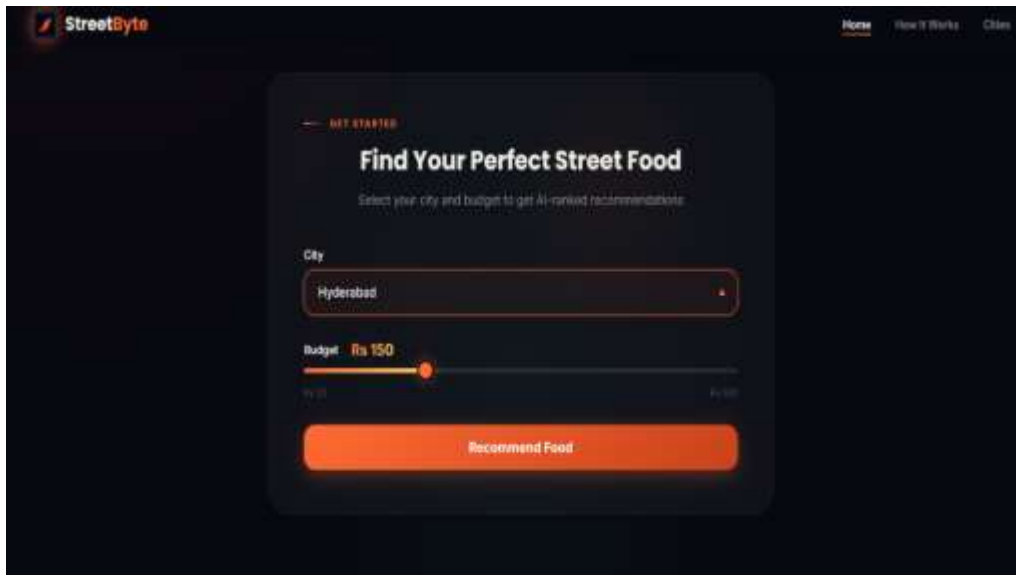 StreetByte
Home How It Works Cities
GET STARTED
Find Your Perfect Street Food
Select your city and budget to get AI-ranked recommendations
City
Hyderabad
Budget Rs 150
Recommend Food